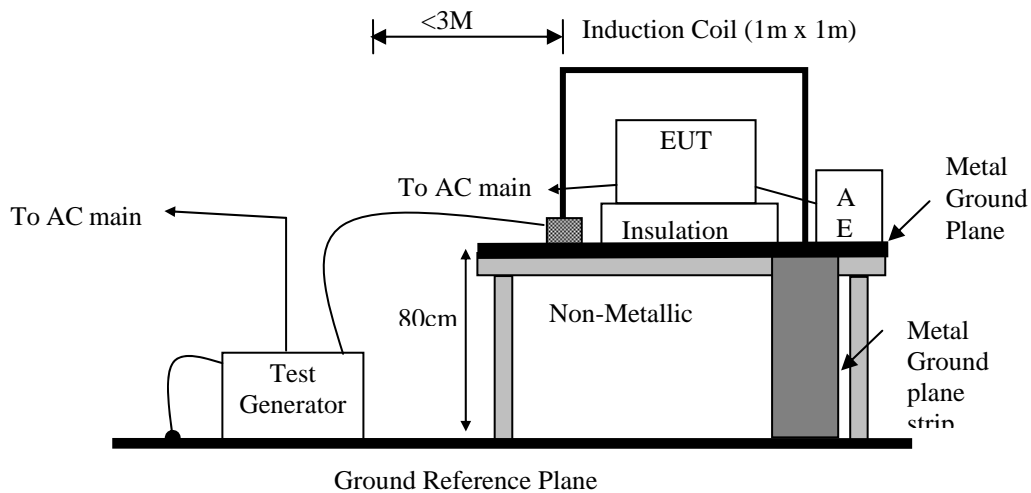 <3M
Induction Coil (1m x 1m)
EUT
To AC main
A
E
Metal
Ground
Plane
To AC main
Insulation
80cm
Non-Metallic
Metal
Ground
plane
strip
Test
Generator
Ground Reference Plane